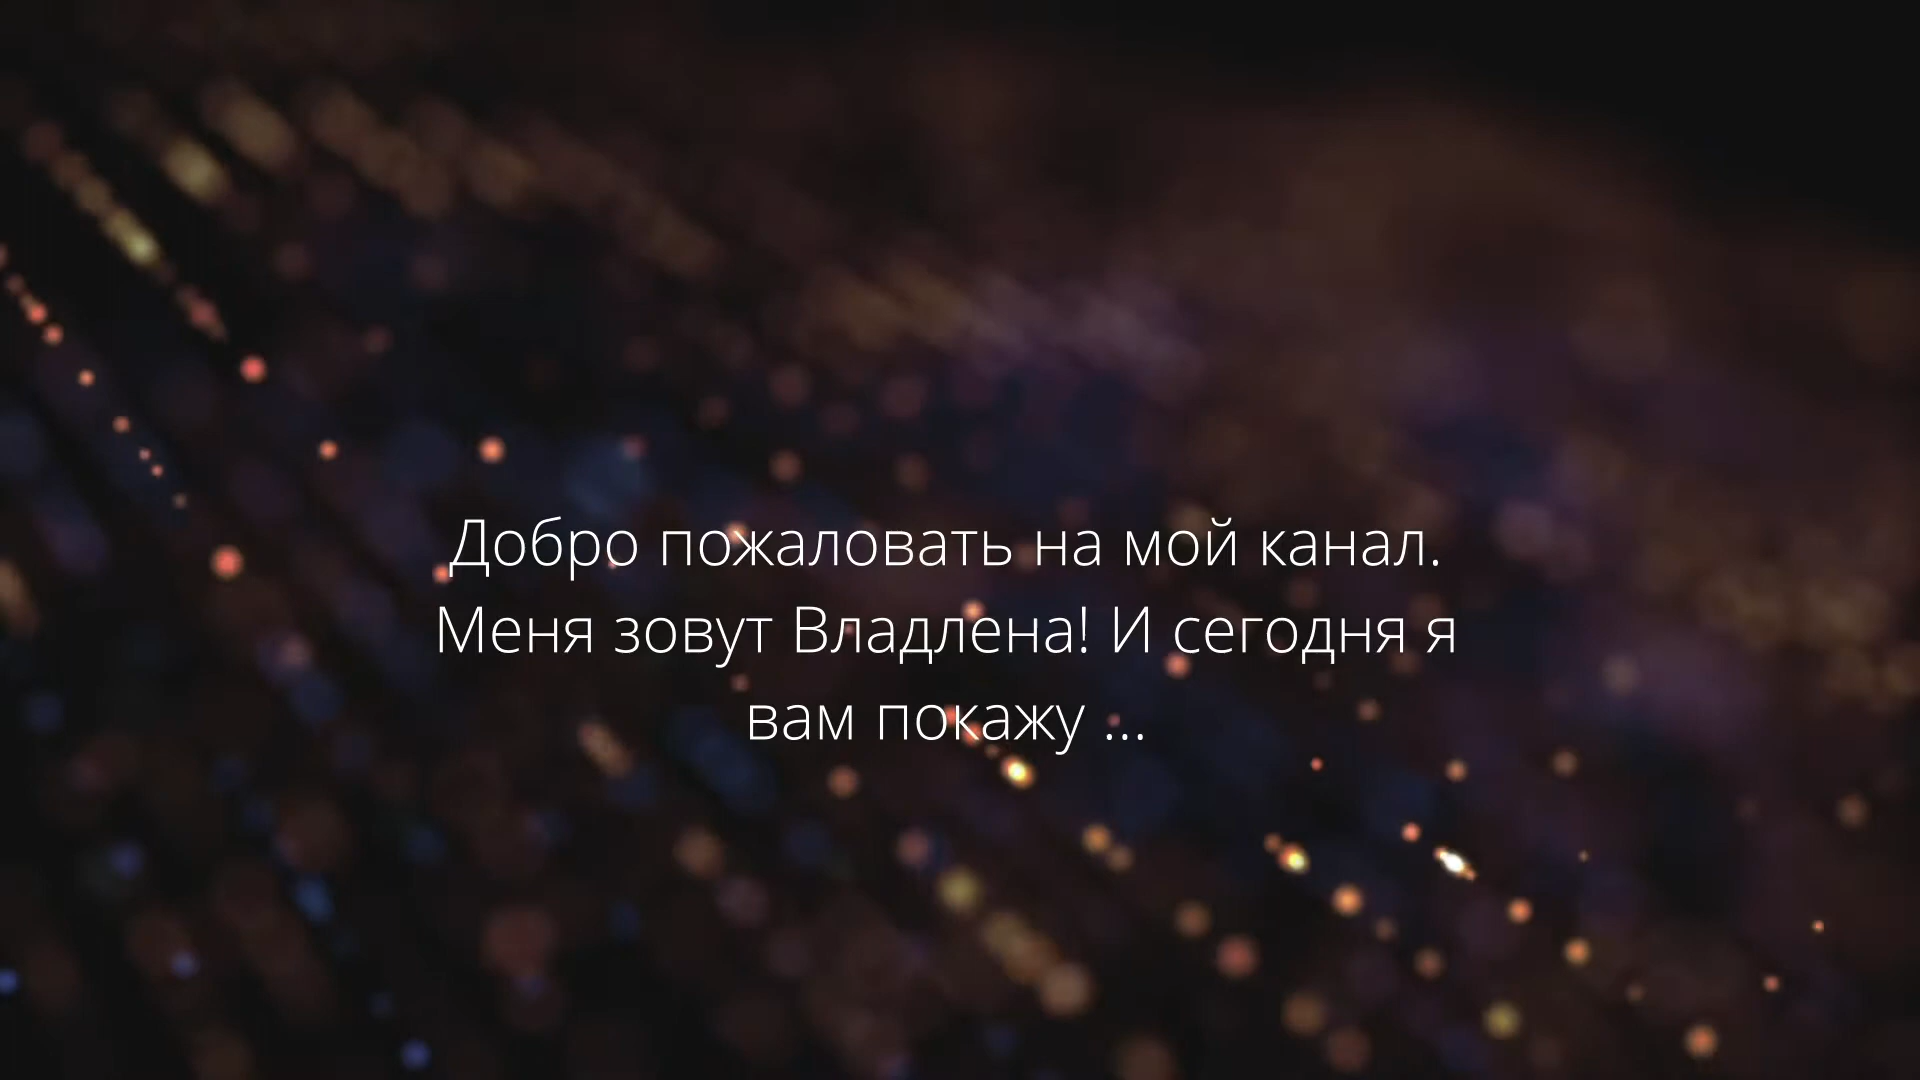 Добро пожаловать на мой канал.
Меня зовут Владлена! И сегодня я
вам покажу ...